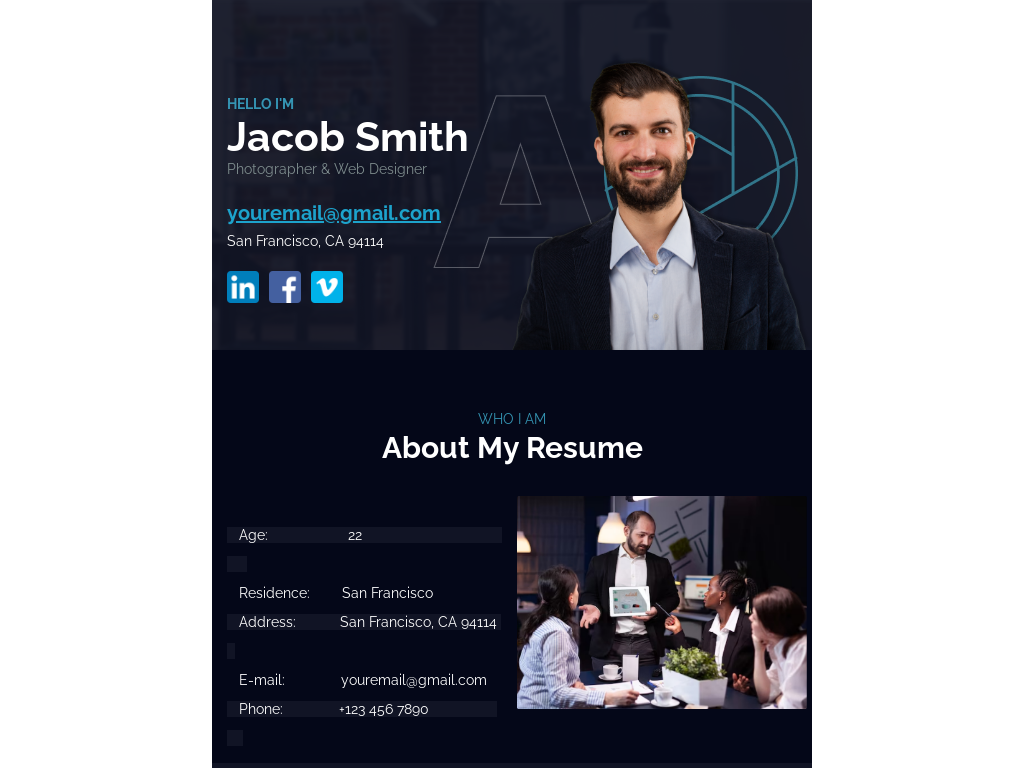 HELLO I'M
Jacob Smith
Photographer & Web Designer
youremail@gmail.com
San Francisco, CA 94114
in f v
A
WHO I AM
About My Resume
Age: 22
Residence: San Francisco
Address: San Francisco, CA 94114
E-mail: youremail@gmail.com
Phone: +123 456 7890